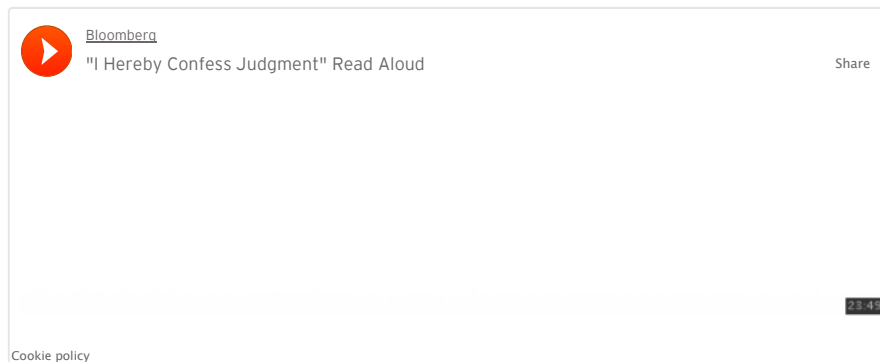 Bloomberg
"I Hereby Confess Judgment" Read Aloud
Share
23:49
Cookie policy